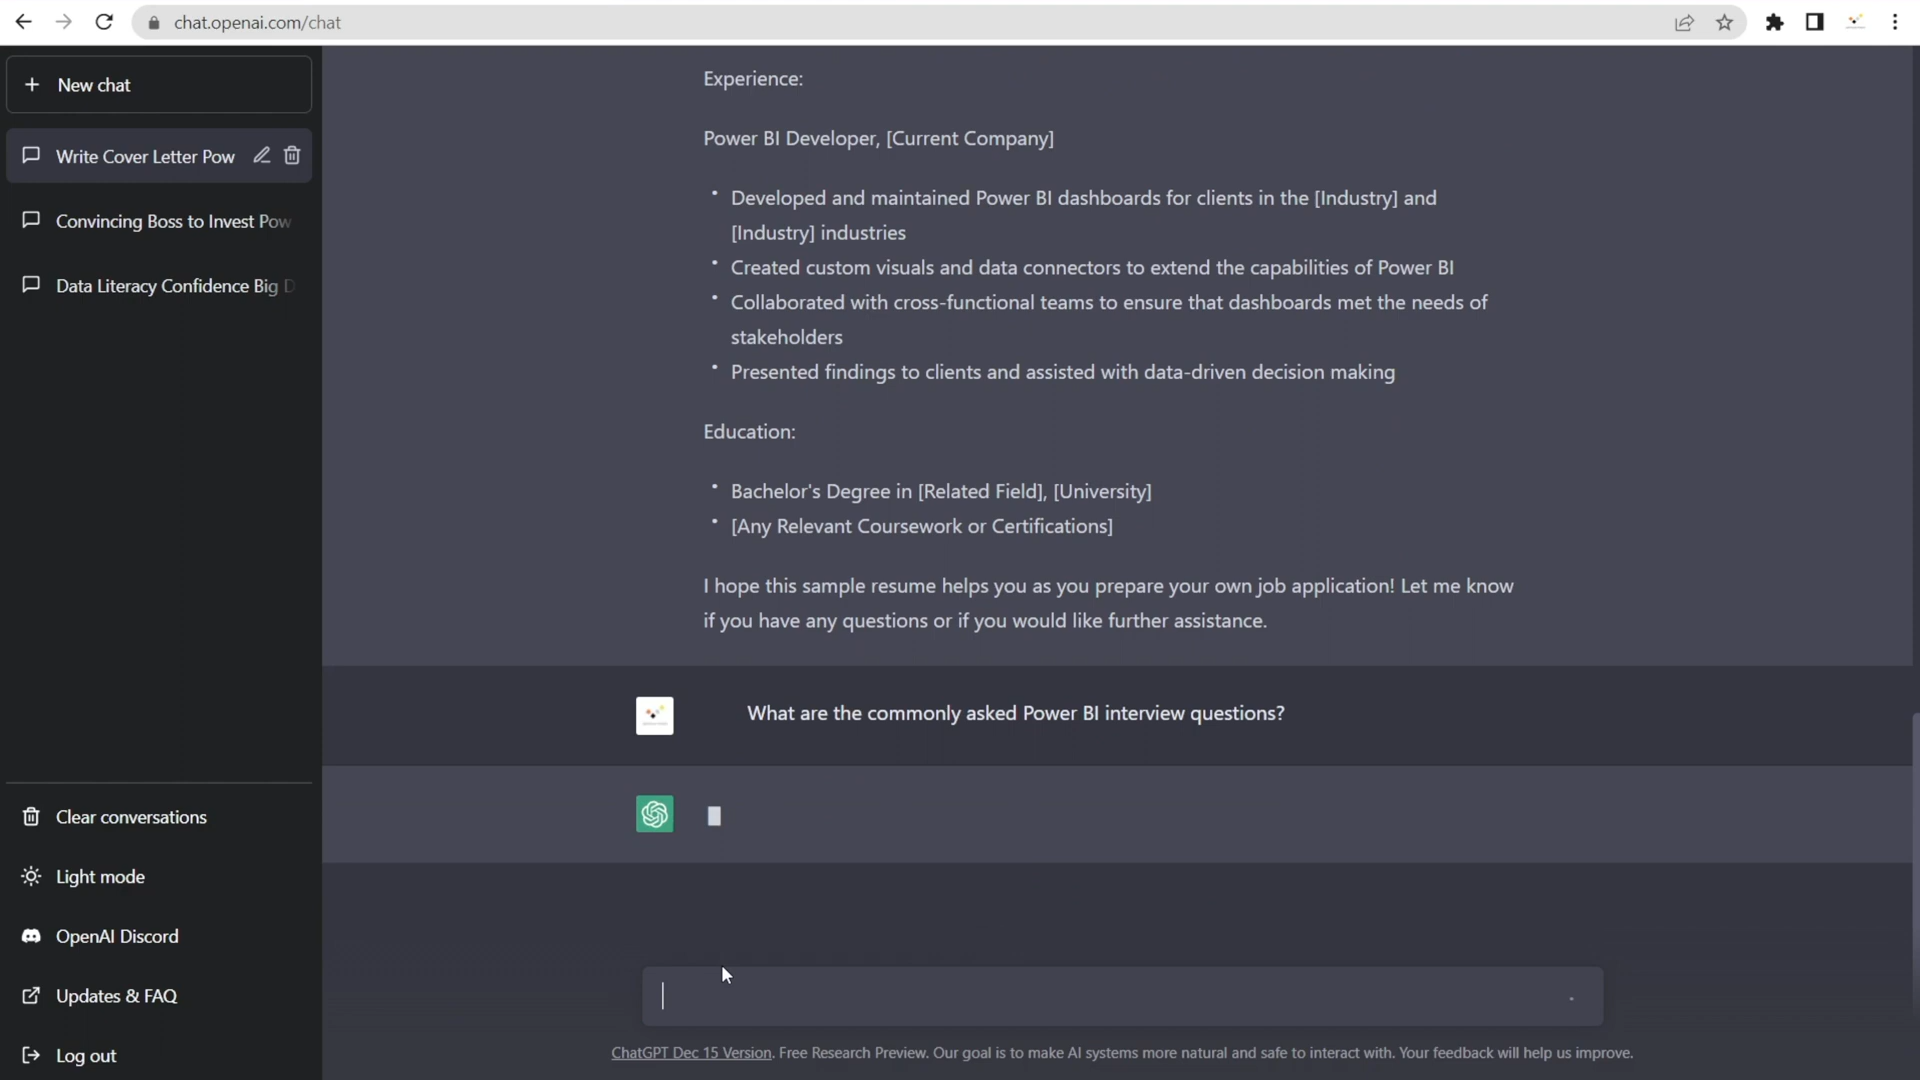 chat.openai.com/chat
New chat
Write Cover Letter Pow
Convincing Boss to Invest Pow
Data Literacy Confidence Big D
Clear conversations
Light mode
OpenAI Discord
Updates & FAQ
Log out
Experience:
Power BI Developer, [Current Company]
• Developed and maintained Power BI dashboards for clients in the [Industry] and
[Industry] industries
• Created custom visuals and data connectors to extend the capabilities of Power BI
• Collaborated with cross-functional teams to ensure that dashboards met the needs of
stakeholders
• Presented findings to clients and assisted with data-driven decision making
Education:
• Bachelor's Degree in [Related Field], [University]
• [Any Relevant Coursework or Certifications]
I hope this sample resume helps you as you prepare your own job application! Let me know
if you have any questions or if you would like further assistance.
What are the commonly asked Power BI interview questions?
ChatGPT Dec 15 Version. Free Research Preview. Our goal is to make AI systems more natural and safe to interact with. Your feedback will help us improve.